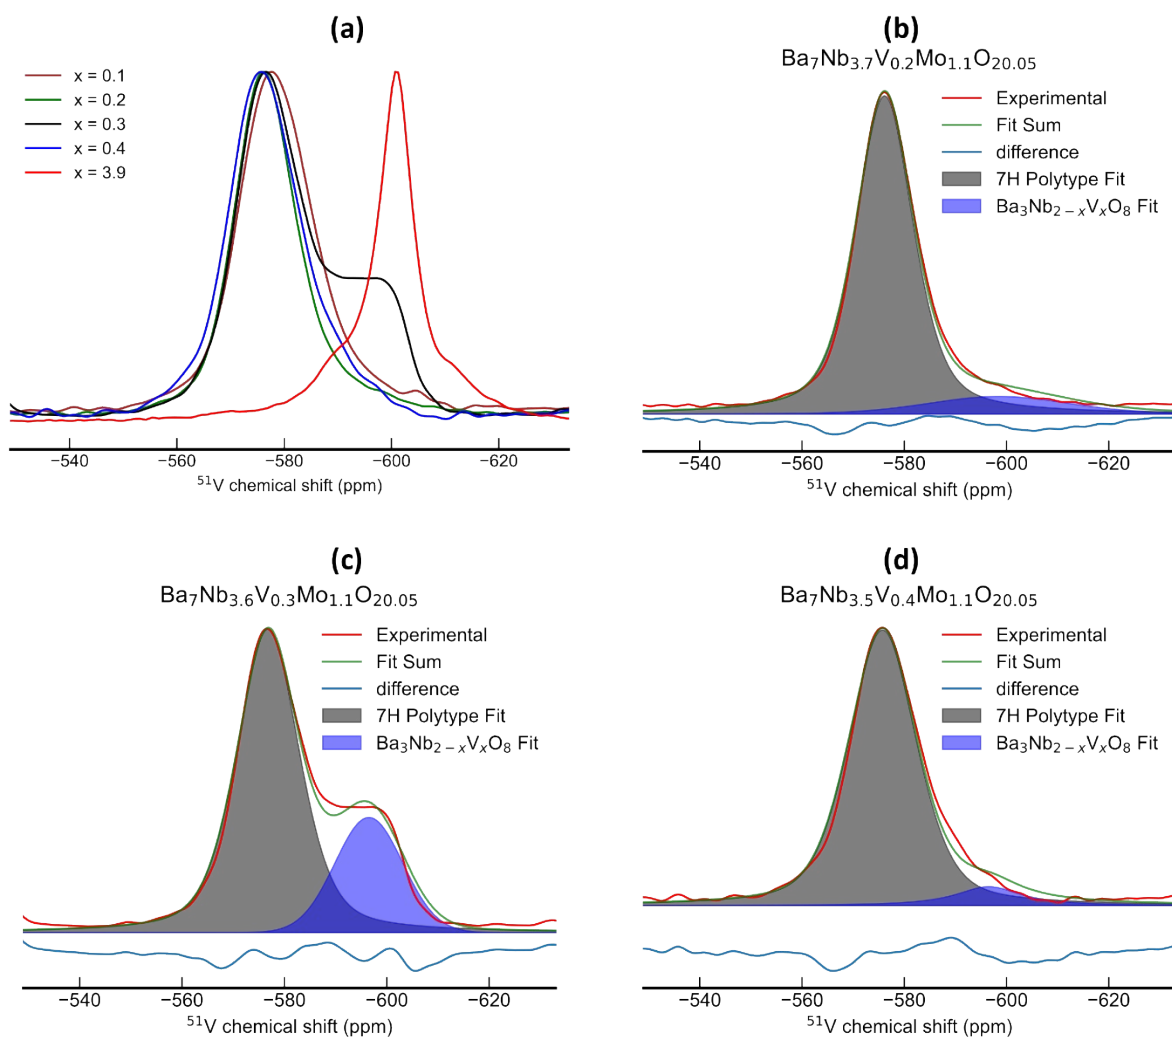 (a)
x = 0.1
x = 0.2
x = 0.3
x = 0.4
x = 3.9
−540 −560 −580 −600 −620
⁵¹V chemical shift (ppm)
(b)
Ba₇Nb₃.₇V₀.₂Mo₁.₁O₂₀.₀₅
Experimental
Fit Sum
difference
7H Polytype Fit
Ba₃Nb₂₋ₓVₓO₈ Fit
−540 −560 −580 −600 −620
⁵¹V chemical shift (ppm)
(c)
Ba₇Nb₃.₆V₀.₃Mo₁.₁O₂₀.₀₅
Experimental
Fit Sum
difference
7H Polytype Fit
Ba₃Nb₂₋ₓVₓO₈ Fit
−540 −560 −580 −600 −620
⁵¹V chemical shift (ppm)
(d)
Ba₇Nb₃.₅V₀.₄Mo₁.₁O₂₀.₀₅
Experimental
Fit Sum
difference
7H Polytype Fit
Ba₃Nb₂₋ₓVₓO₈ Fit
−540 −560 −580 −600 −620
⁵¹V chemical shift (ppm)